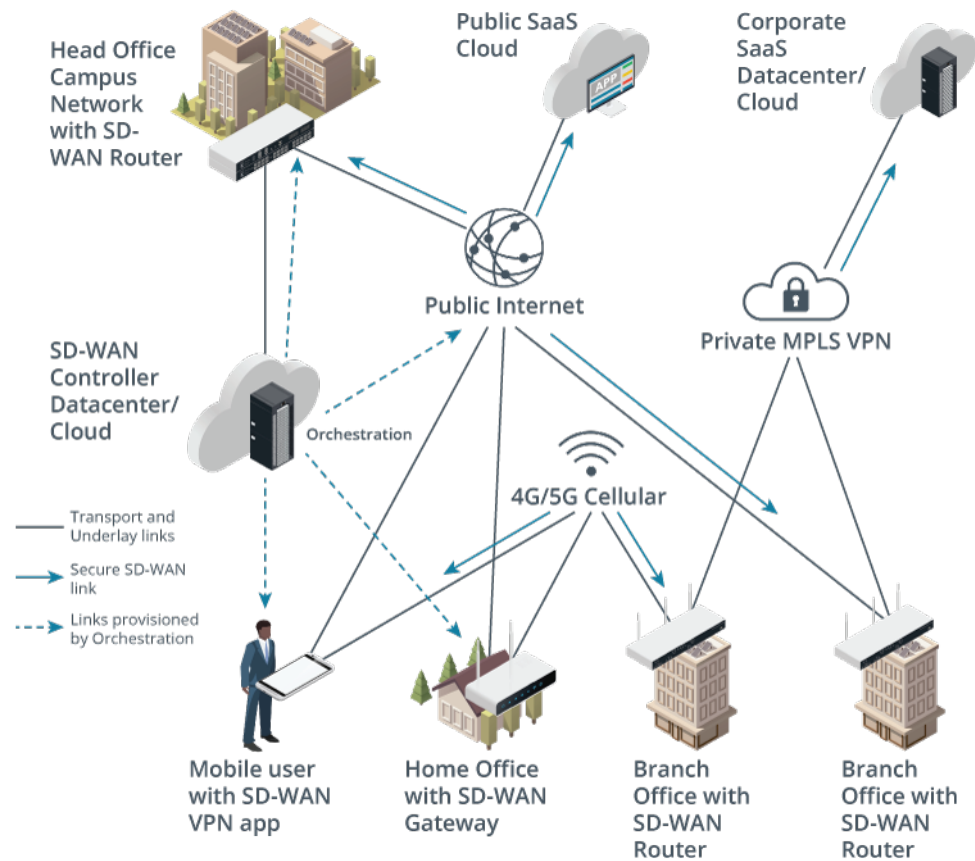 Head Office
Campus
Network
with SD-
WAN Router
Public SaaS
Cloud
APP
Corporate
SaaS
Datacenter/
Cloud
Public Internet
Private MPLS VPN
SD-WAN
Controller
Datacenter/
Cloud
Orchestration
4G/5G Cellular
Transport and
Underlay links
Secure SD-WAN
link
Links provisioned
by Orchestration
Mobile user
with SD-WAN
VPN app
Home Office
with SD-WAN
Gateway
Branch
Office with
SD-WAN
Router
Branch
Office with
SD-WAN
Router